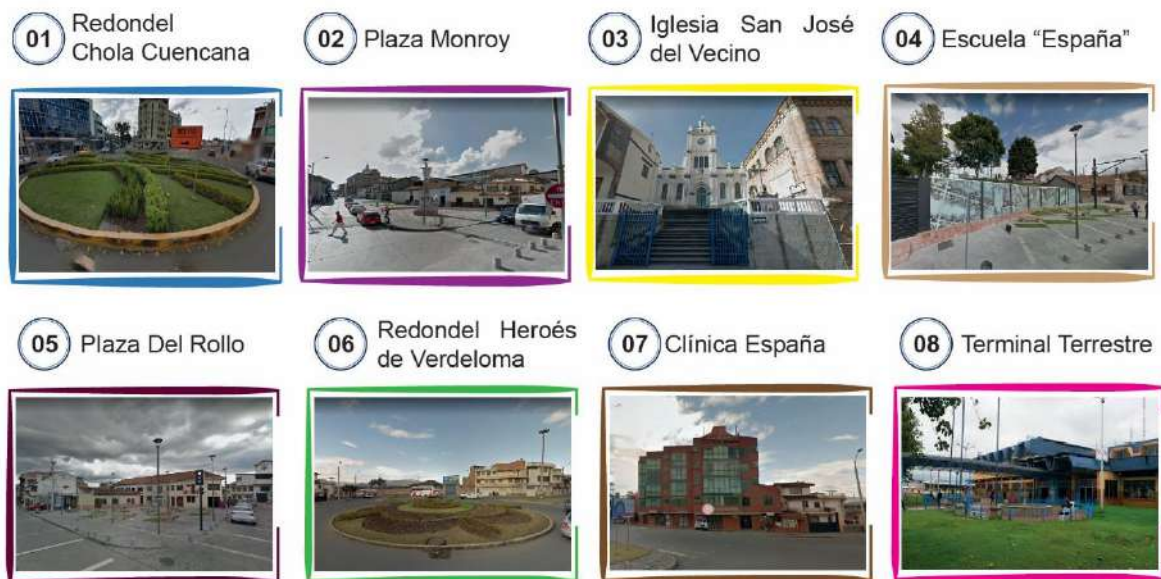 01 Redondel
Chola Cuencana
02 Plaza Monroy
03 Iglesia San José
del Vecino
04 Escuela “España”
05 Plaza Del Rollo
06 Redondel Heroés
de Verdeloma
07 Clínica España
08 Terminal Terrestre